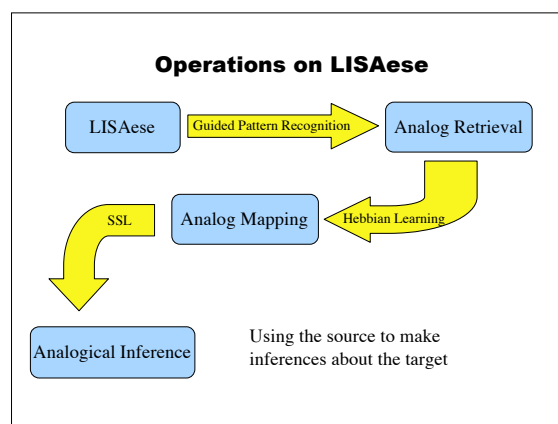 Operations on LISAese
LISAese
Guided Pattern Recognition
Analog Retrieval
Hebbian Learning
Analog Mapping
SSL
Analogical Inference
Using the source to make
inferences about the target